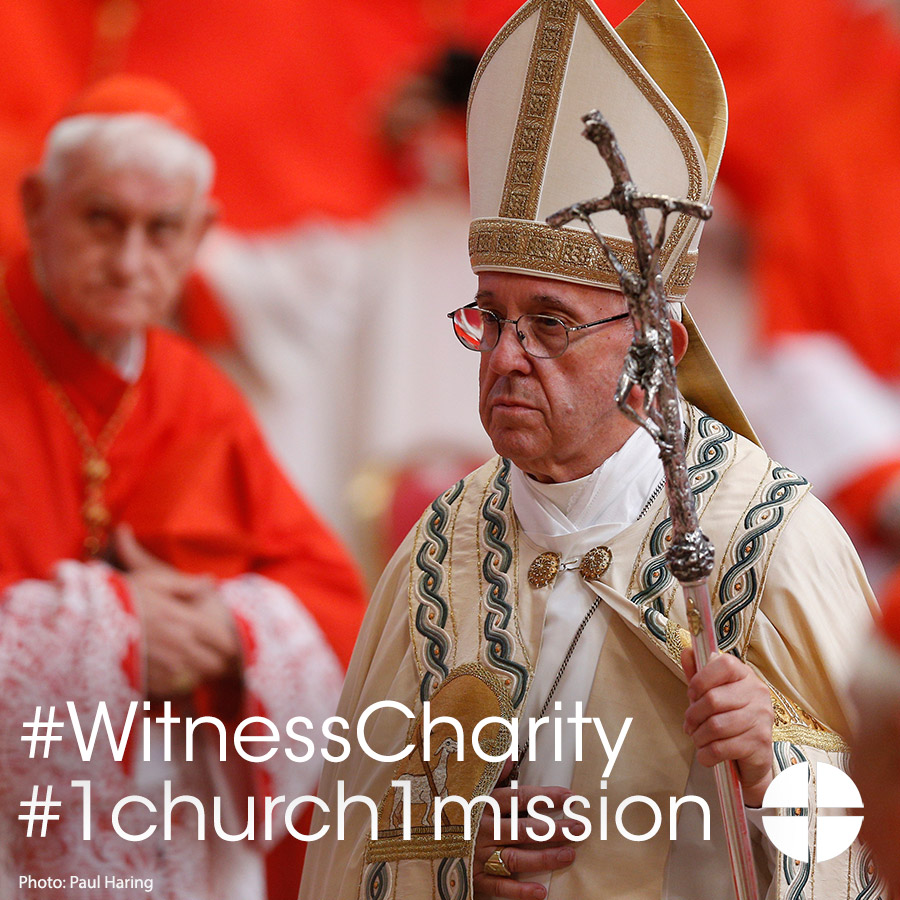 #WitnessCharity
#1church1mission
Photo: Paul Haring